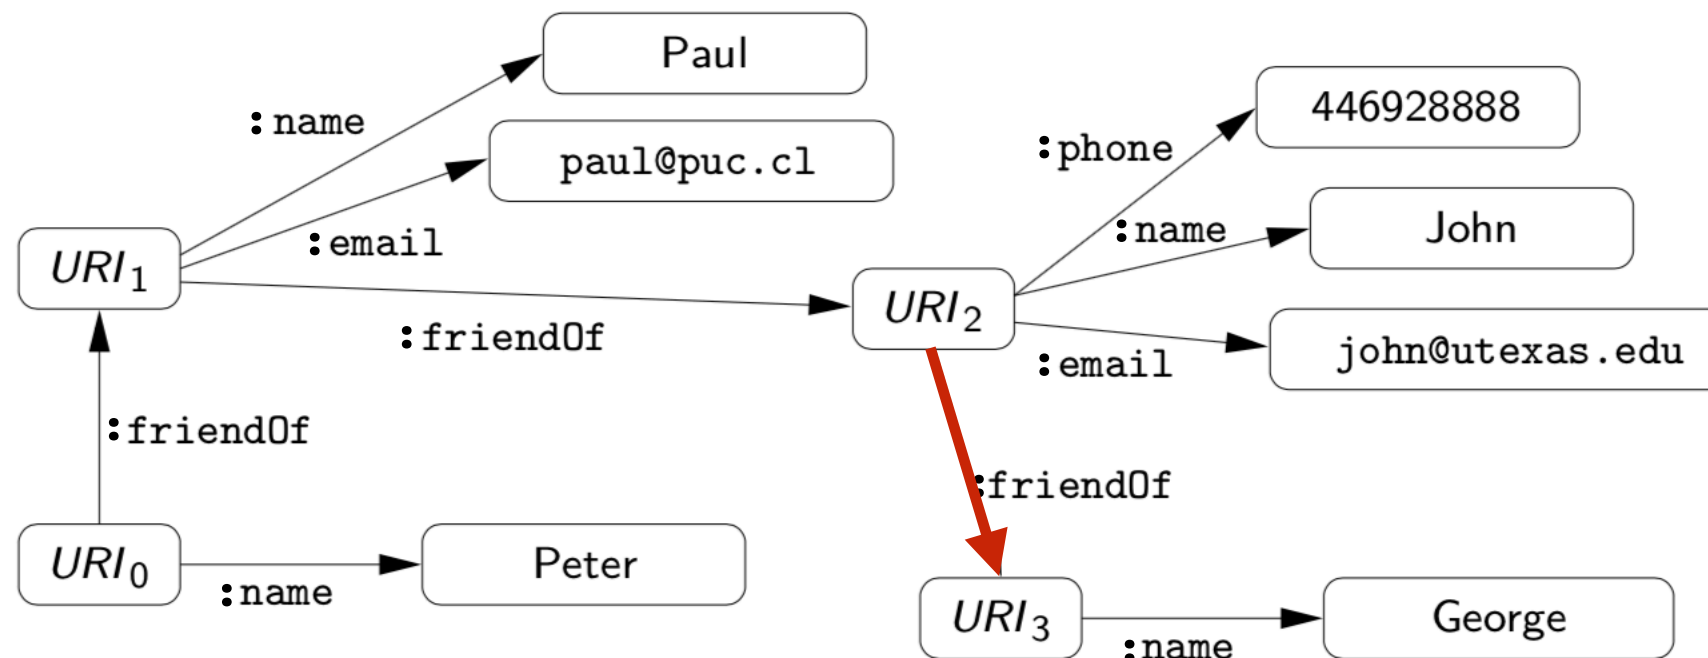 Paul
:name
paul@puc.cl
:email
URI1
:friendOf
446928888
:phone
:name
John
URI2
:email
john@utexas.edu
:friendOf
:friendOf
URI0
:name
Peter
URI3
:name
George